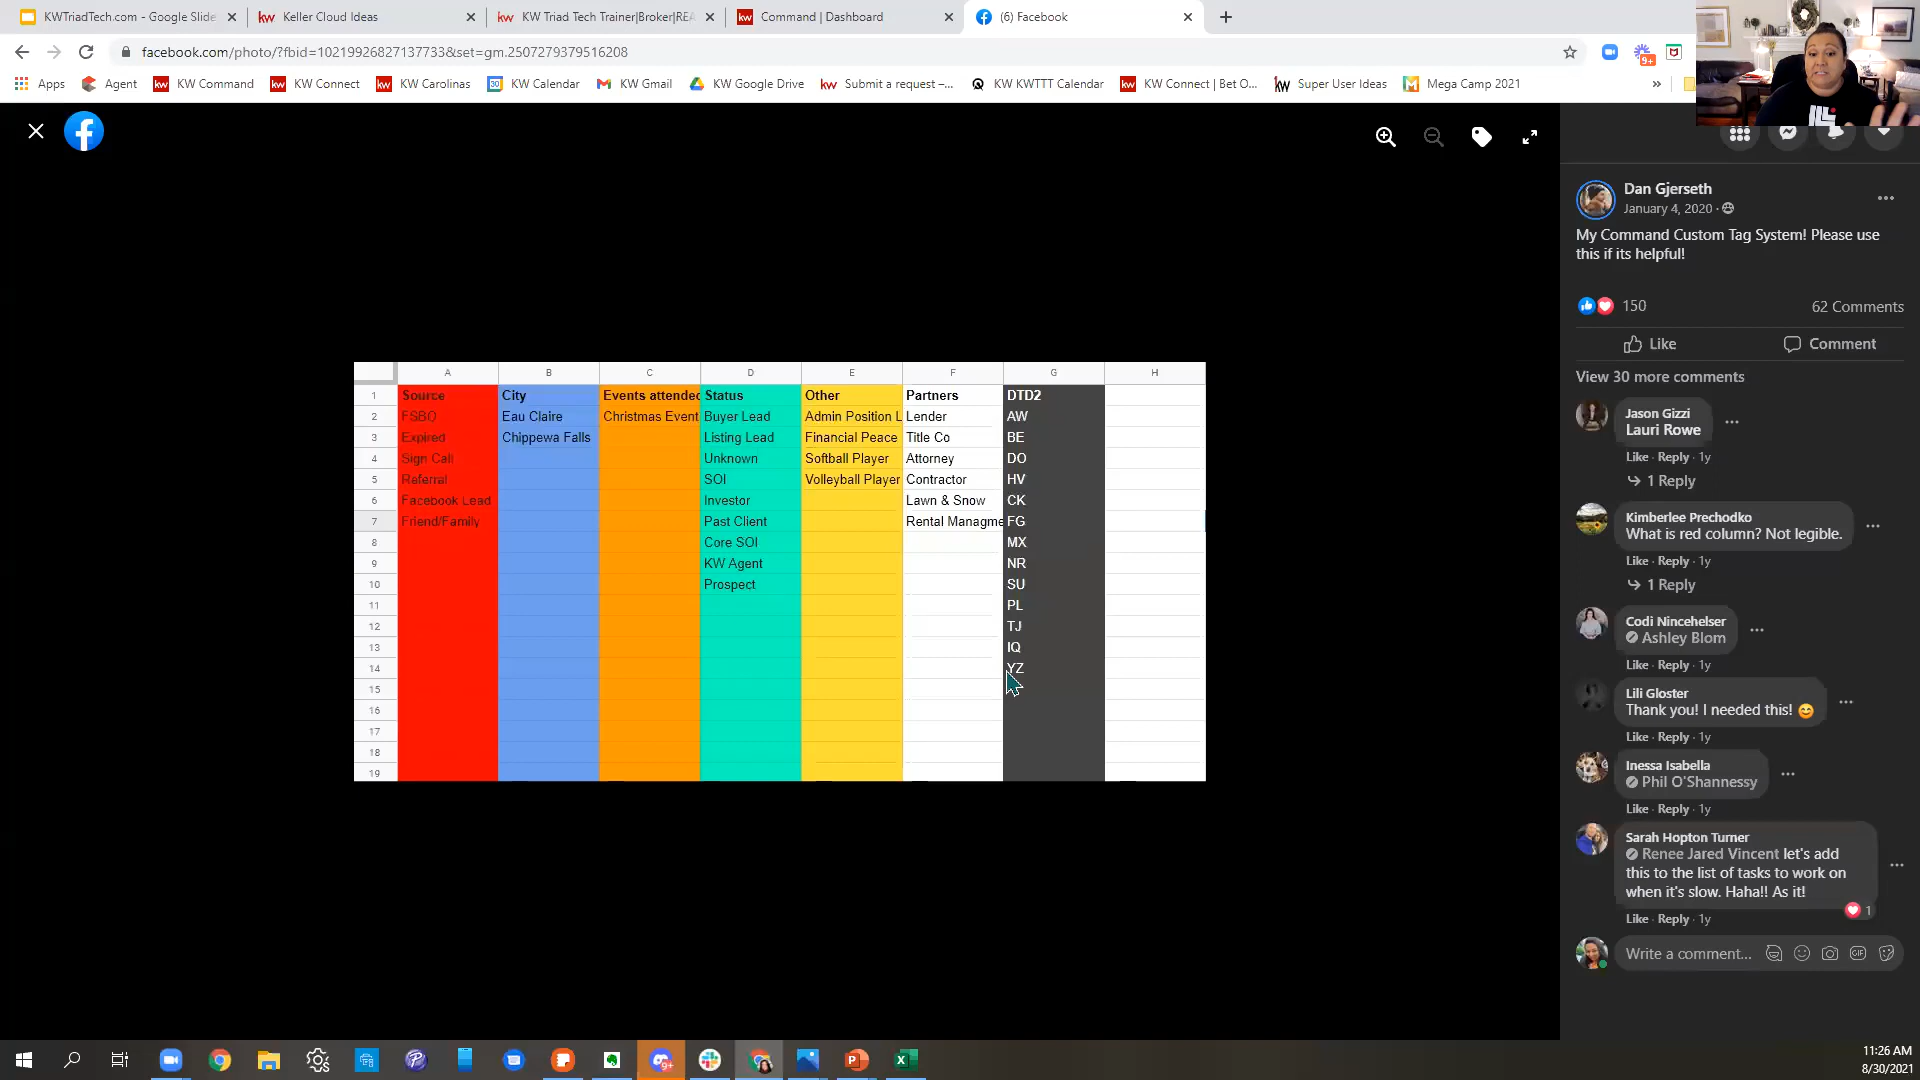 KWTriadTech.com - Google Slide
Keller Cloud Ideas
KW Triad Tech Trainer|Broker|REA
Command | Dashboard
(6) Facebook
facebook.com/photo/?fbid=10219926827137733&set=gm.2507279379516208
9+
Apps
Agent
KW Command
KW Connect
KW Carolinas
KW Calendar
KW Gmail
KW Google Drive
Submit a request –...
KW KWTTT Calendar
KW Connect | Bet O...
Super User Ideas
Mega Camp 2021
A B C D E F G H
1 Source City Events attended Status Other Partners DTD2
2 FSBO Eau Claire Christmas Event Buyer Lead Admin Position L Lender AW
3 Expired Chippewa Falls Listing Lead Financial Peace Title Co BE
4 Sign Call Unknown Softball Player Attorney DO
5 Referral SOI Volleyball Player Contractor HV
6 Facebook Lead Investor Lawn & Snow CK
7 Friend/Family Past Client Rental Managme FG
8 Core SOI MX
9 KW Agent NR
10 Prospect SU
11 PL
12 TJ
13 IQ
14 YZ
15
16
17
18
19
Dan Gjerseth
January 4, 2020 ·
My Command Custom Tag System! Please use
this if its helpful!
150 62 Comments
Like Comment
View 30 more comments
Jason Gizzi
Lauri Rowe
Like · Reply · 1y
1 Reply
Kimberlee Prechodko
What is red column? Not legible.
Like · Reply · 1y
1 Reply
Codi Nincehelser
Ashley Blom
Like · Reply · 1y
Lili Gloster
Thank you! I needed this! 😊
Like · Reply · 1y
Inessa Isabella
Phil O'Shannessy
Like · Reply · 1y
Sarah Hopton Turner
Renee Jared Vincent let's add
this to the list of tasks to work on
when it's slow. Haha!! As it!
1
Like · Reply · 1y
Write a comment... GIF
9+
11:26 AM
8/30/2021